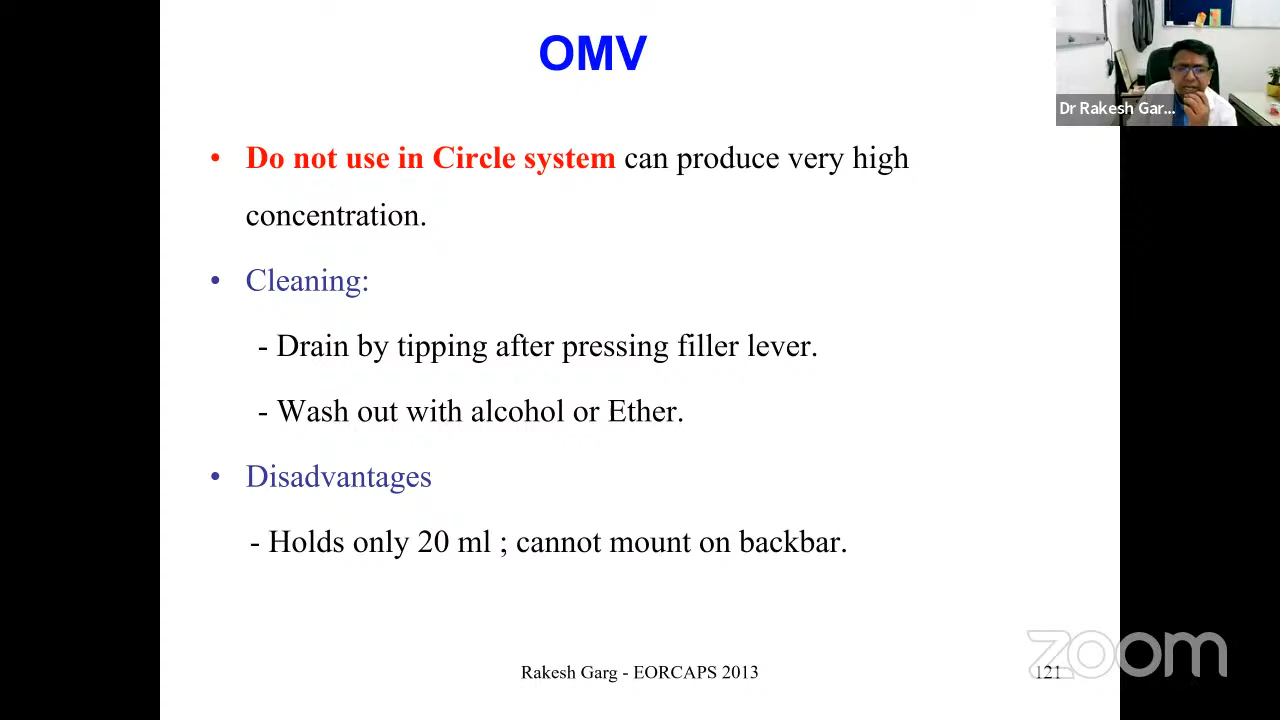 OMV
Dr Rakesh Gar...
• Do not use in Circle system can produce very high
concentration.
• Cleaning:
- Drain by tipping after pressing filler lever.
- Wash out with alcohol or Ether.
• Disadvantages
- Holds only 20 ml ; cannot mount on backbar.
Rakesh Garg - EORCAPS 2013
121
zoom